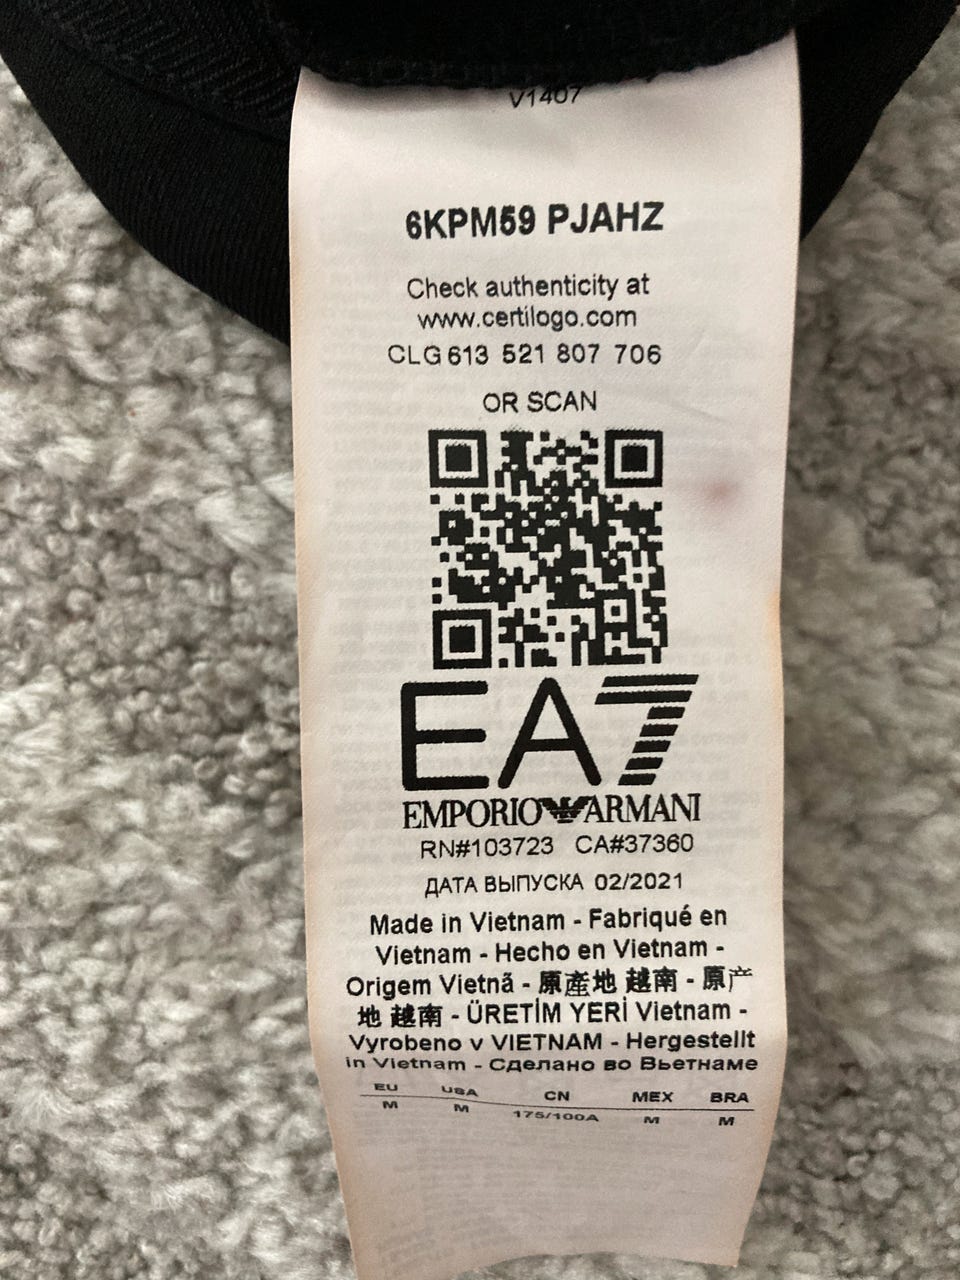 V1407
6KPM59 PJAHZ
Check authenticity at
www.certilogo.com
CLG 613 521 807 706
OR SCAN
EA7
EMPORIO ARMANI
RN#103723 CA#37360
ДАТА ВЫПУСКА 02/2021
Made in Vietnam - Fabriqué en
Vietnam - Hecho en Vietnam -
Origem Vietnã - 原產地 越南 - 原产
地 越南 - ÜRETİM YERİ Vietnam -
Vyrobeno v VIETNAM - Hergestellt
in Vietnam - Сделано во Вьетнаме
EU USA CN MEX BRA
M M 175/100A M M